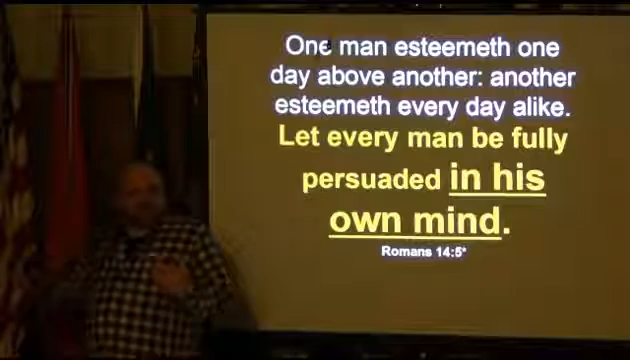 One man esteemeth one
day above another: another
esteemeth every day alike.
Let every man be fully
persuaded in his
own mind.
Romans 14:5*